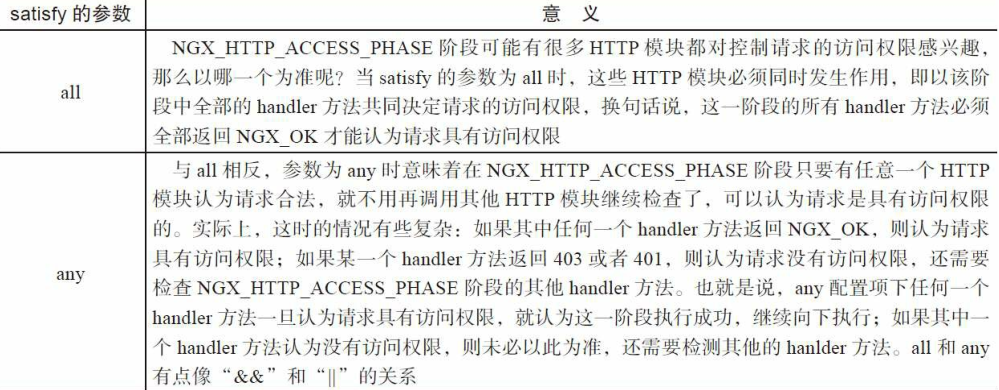 satisfy 的参数 意 义
NGX_HTTP_ACCESS_PHASE 阶段可能有很多 HTTP 模块都对控制请求的访问权限感兴趣，
那么以哪一个为准呢？当 satisfy 的参数为 all 时，这些 HTTP 模块必须同时发生作用，即以该阶
all
段中全部的 handler 方法共同决定请求的访问权限，换句话说，这一阶段的所有 handler 方法必须
全部返回 NGX_OK 才能认为请求具有访问权限
与 all 相反，参数为 any 时意味着在 NGX_HTTP_ACCESS_PHASE 阶段只要有任意一个 HTTP
模块认为请求合法，就不用再调用其他 HTTP 模块继续检查了，可以认为请求是具有访问权限
的。实际上，这时的情况有些复杂：如果其中任何一个 handler 方法返回 NGX_OK，则认为请求
具有访问权限；如果某一个 handler 方法返回 403 或者 401，则认为请求没有访问权限，还需要
any
检查 NGX_HTTP_ACCESS_PHASE 阶段的其他 handler 方法。也就是说，any 配置项下任何一个
handler 方法一旦认为请求具有访问权限，就认为这一阶段执行成功，继续向下执行；如果其中一
个 handler 方法认为没有访问权限，则未必以此为准，还需要检测其他的 hanlder 方法。all 和 any
有点像“&&”和“||”的关系